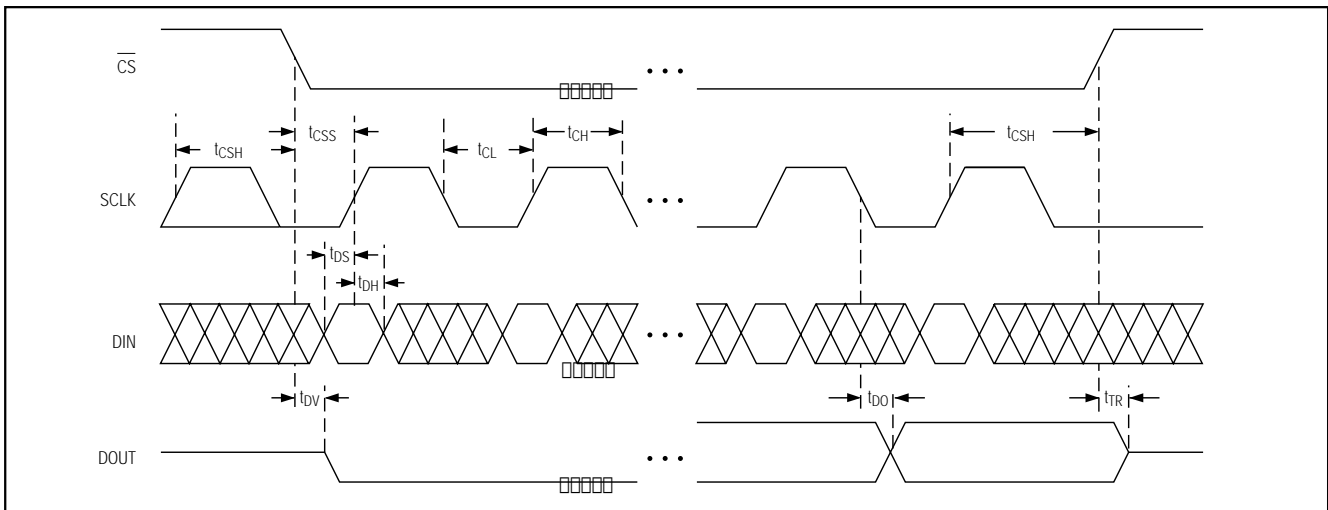 CS
tCSS
tCH
tCSH
tCSH
tCL
SCLK
tDS
tDH
DIN
tDV
tDO
tTR
DOUT